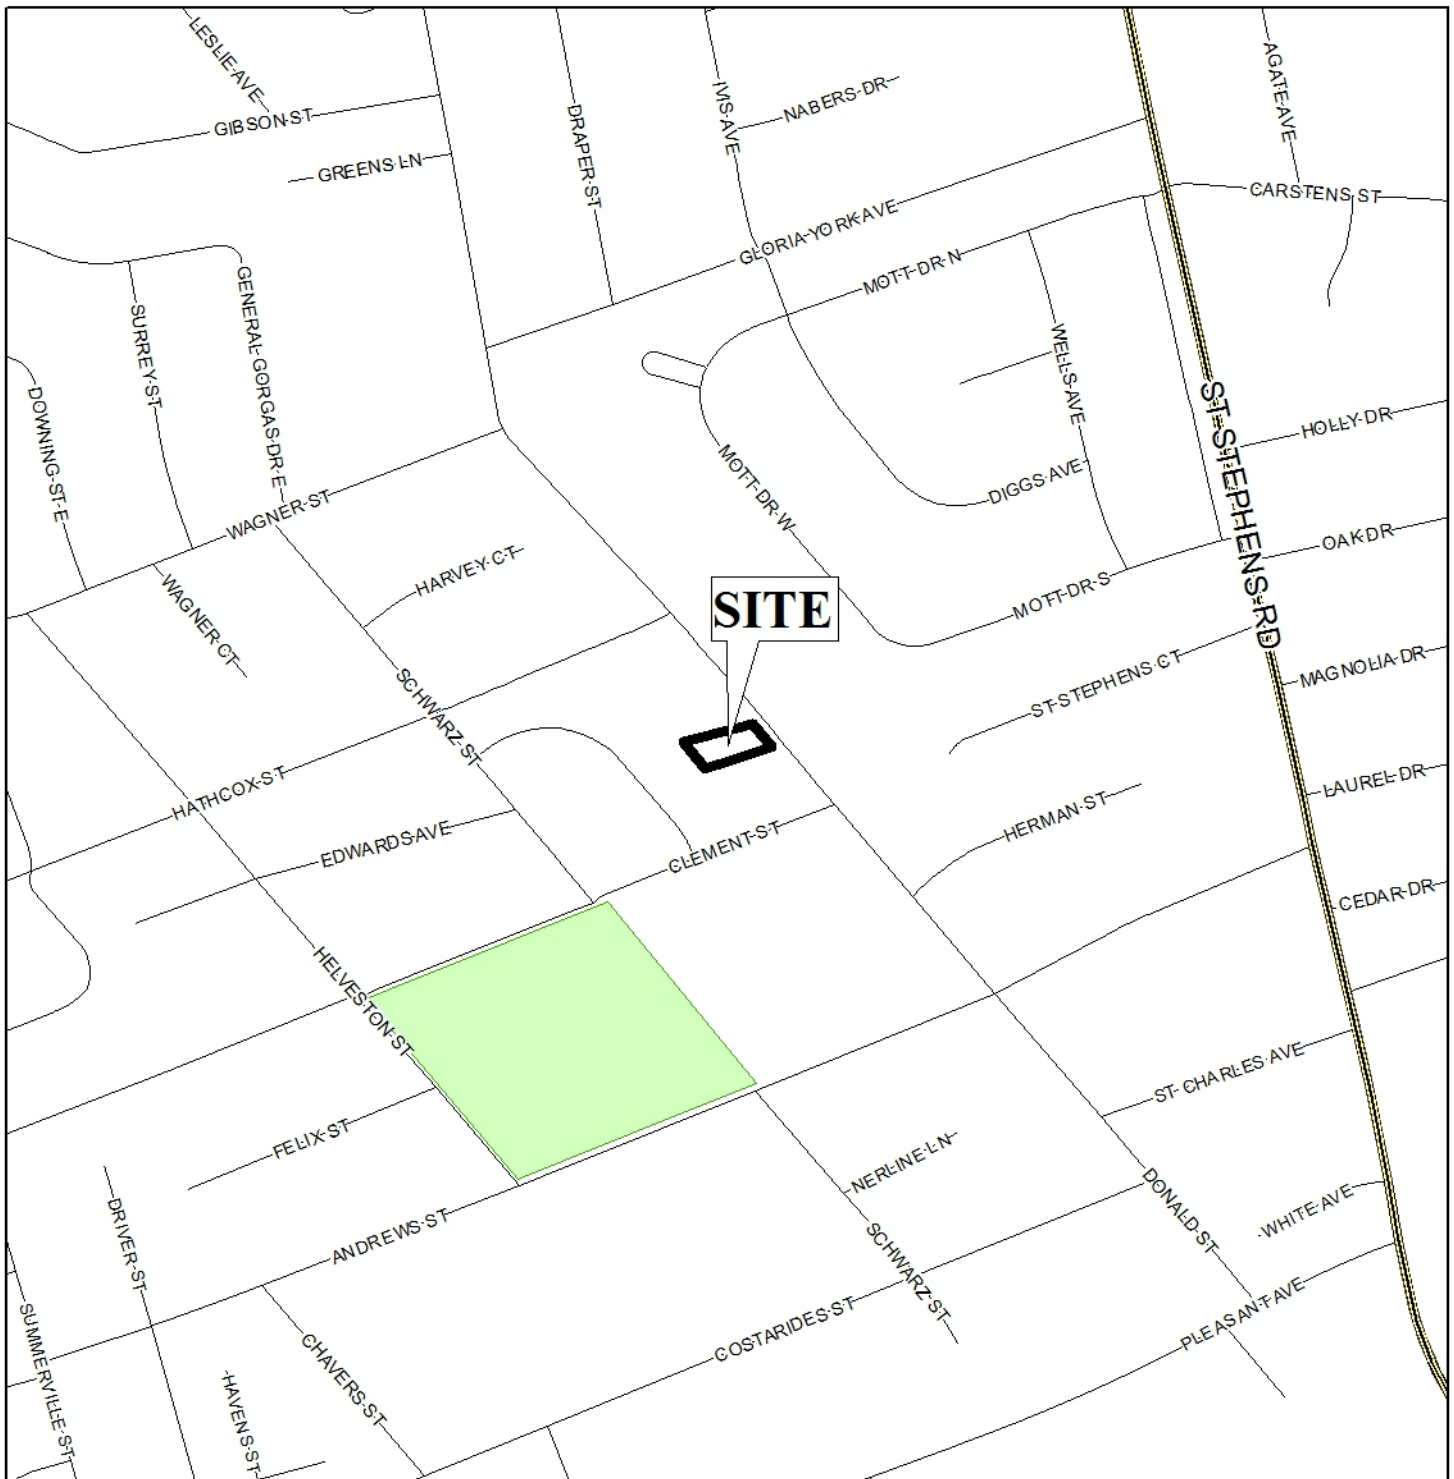 LESLIE AVE
GIBSON ST
GREENS LN
DRAPER ST
IVIS AVE
NABERS DR
AGATE AVE
CARSTENS ST
GLORIA YORK AVE
MOTT DR N
GENERAL GORGAS DR E
SURREY ST
DOWNING ST E
WELLS AVE
ST STEPHENS RD
HOLLY DR
MOTT DR W
DIGGS AVE
WAGNER ST
OAK DR
HARVEY CT
WAGNER CT
SITE
MOTT DR S
MAGNOLIA DR
ST STEPHENS CT
SCHWARZ ST
HATHCOX ST
LAUREL DR
HERMAN ST
EDWARDS AVE
CLEMENT ST
CEDAR DR
HELVESTON ST
ST CHARLES AVE
FELIX ST
NERLINE LN
DONALD ST
WHITE AVE
DRIVER ST
ANDREWS ST
SCHWARZ ST
PLEASANT AVE
COSTARIDES ST
SUMMERVILLE ST
CHAVERS ST
HAVENS ST